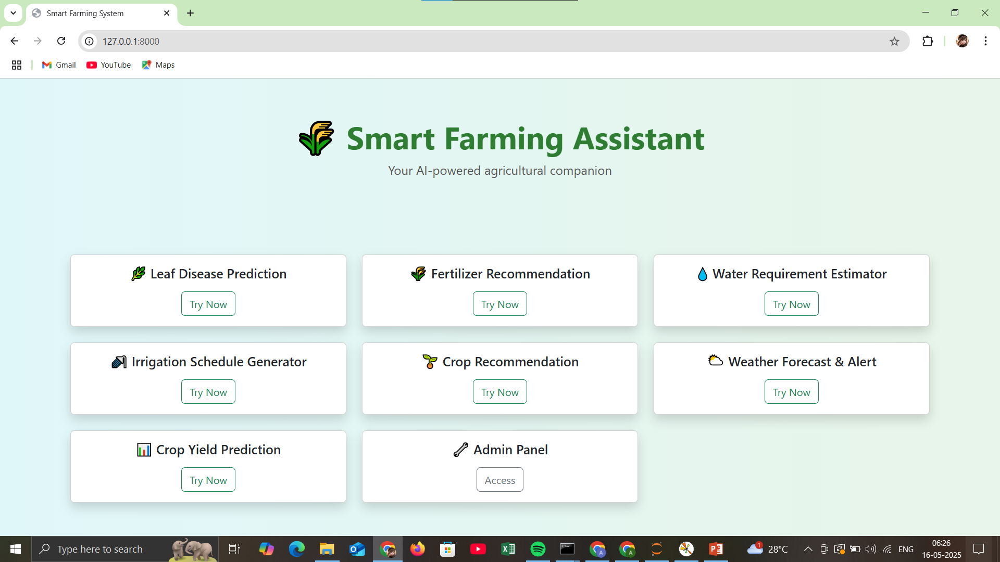 Smart Farming System
127.0.0.1:8000
Gmail YouTube Maps
Smart Farming Assistant
Your AI-powered agricultural companion
Leaf Disease Prediction
Try Now
Fertilizer Recommendation
Try Now
Water Requirement Estimator
Try Now
Irrigation Schedule Generator
Try Now
Crop Recommendation
Try Now
Weather Forecast & Alert
Try Now
Crop Yield Prediction
Try Now
Admin Panel
Access
Type here to search
1
28°C
ENG
06:26
16-05-2025